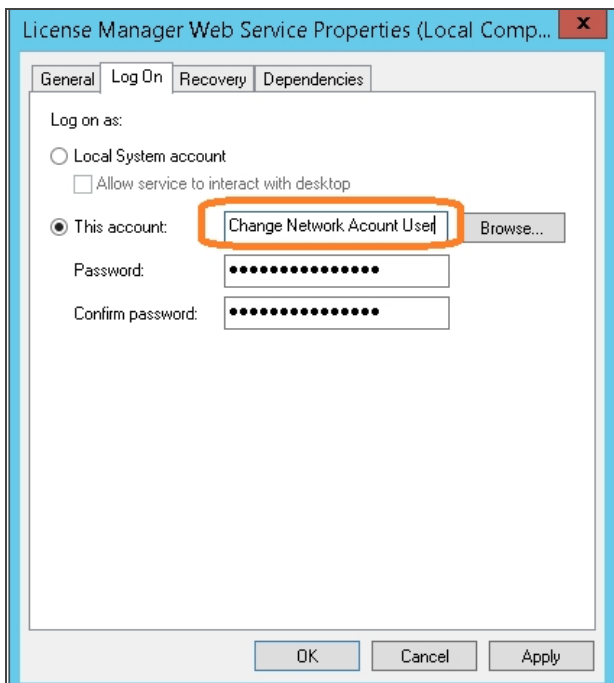 License Manager Web Service Properties (Local Comp... x
General Log On Recovery Dependencies
Log on as:
Local System account
Allow service to interact with desktop
This account: Change Network Acount User Browse...
Password: •••••••••••••••
Confirm password: •••••••••••••••
OK Cancel Apply